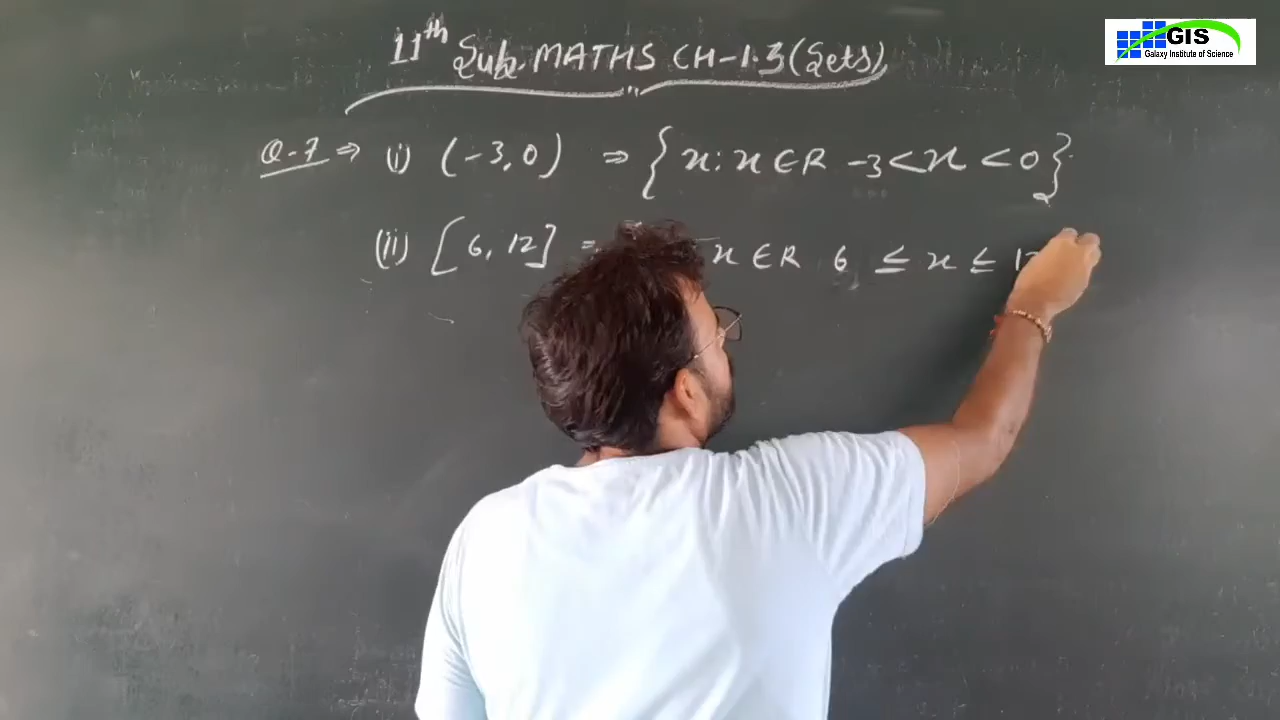 GIS
Galaxy Institute of Science
11th Sub. MATHS CH-1.3 (Sets)
Q-7 ⇒ (i) (-3, 0) ⇒ { x : x ∈ R -3 < x < 0 }
(ii) [6, 12] x ∈ R 6 ≤ x ≤ 12